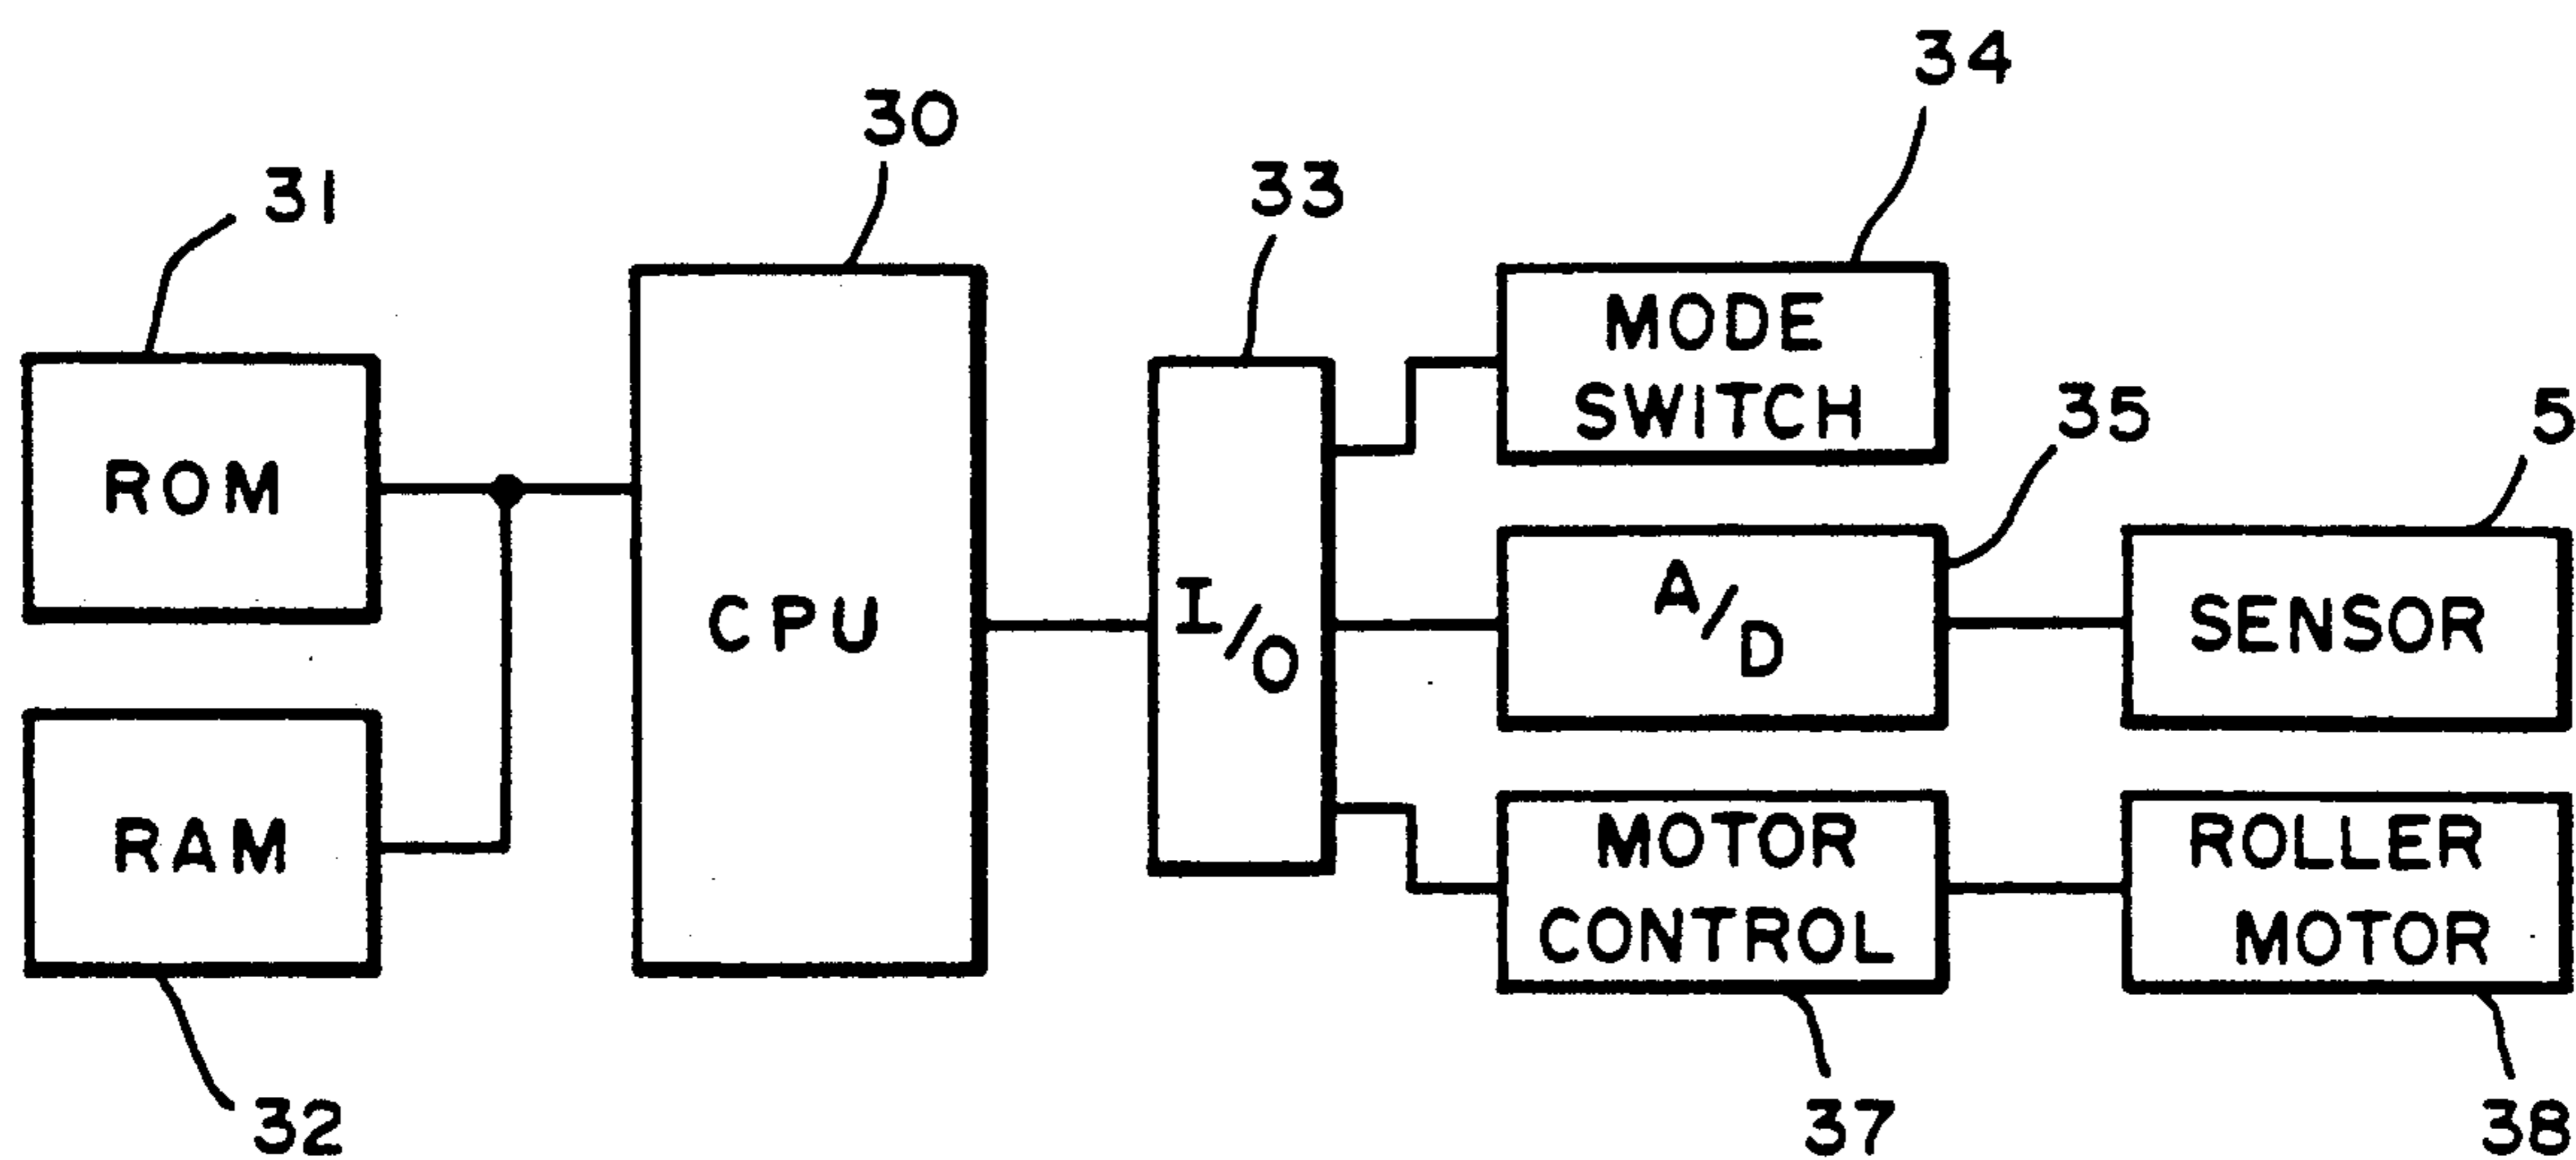 34
30
33
31
MODE
SWITCH
35
5
ROM
CPU
I/O
A/D
SENSOR
RAM
MOTOR
CONTROL
ROLLER
MOTOR
32
37
38